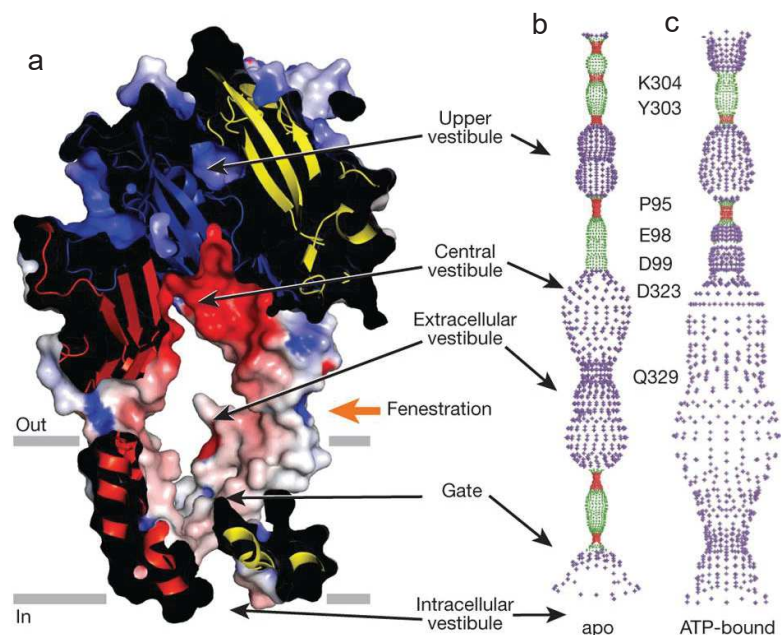 a
b
c
Upper
vestibule
Central
vestibule
Extracellular
vestibule
Fenestration
Out
Gate
In
Intracellular
vestibule
K304
Y303
P95
E98
D99
D323
Q329
apo
ATP-bound